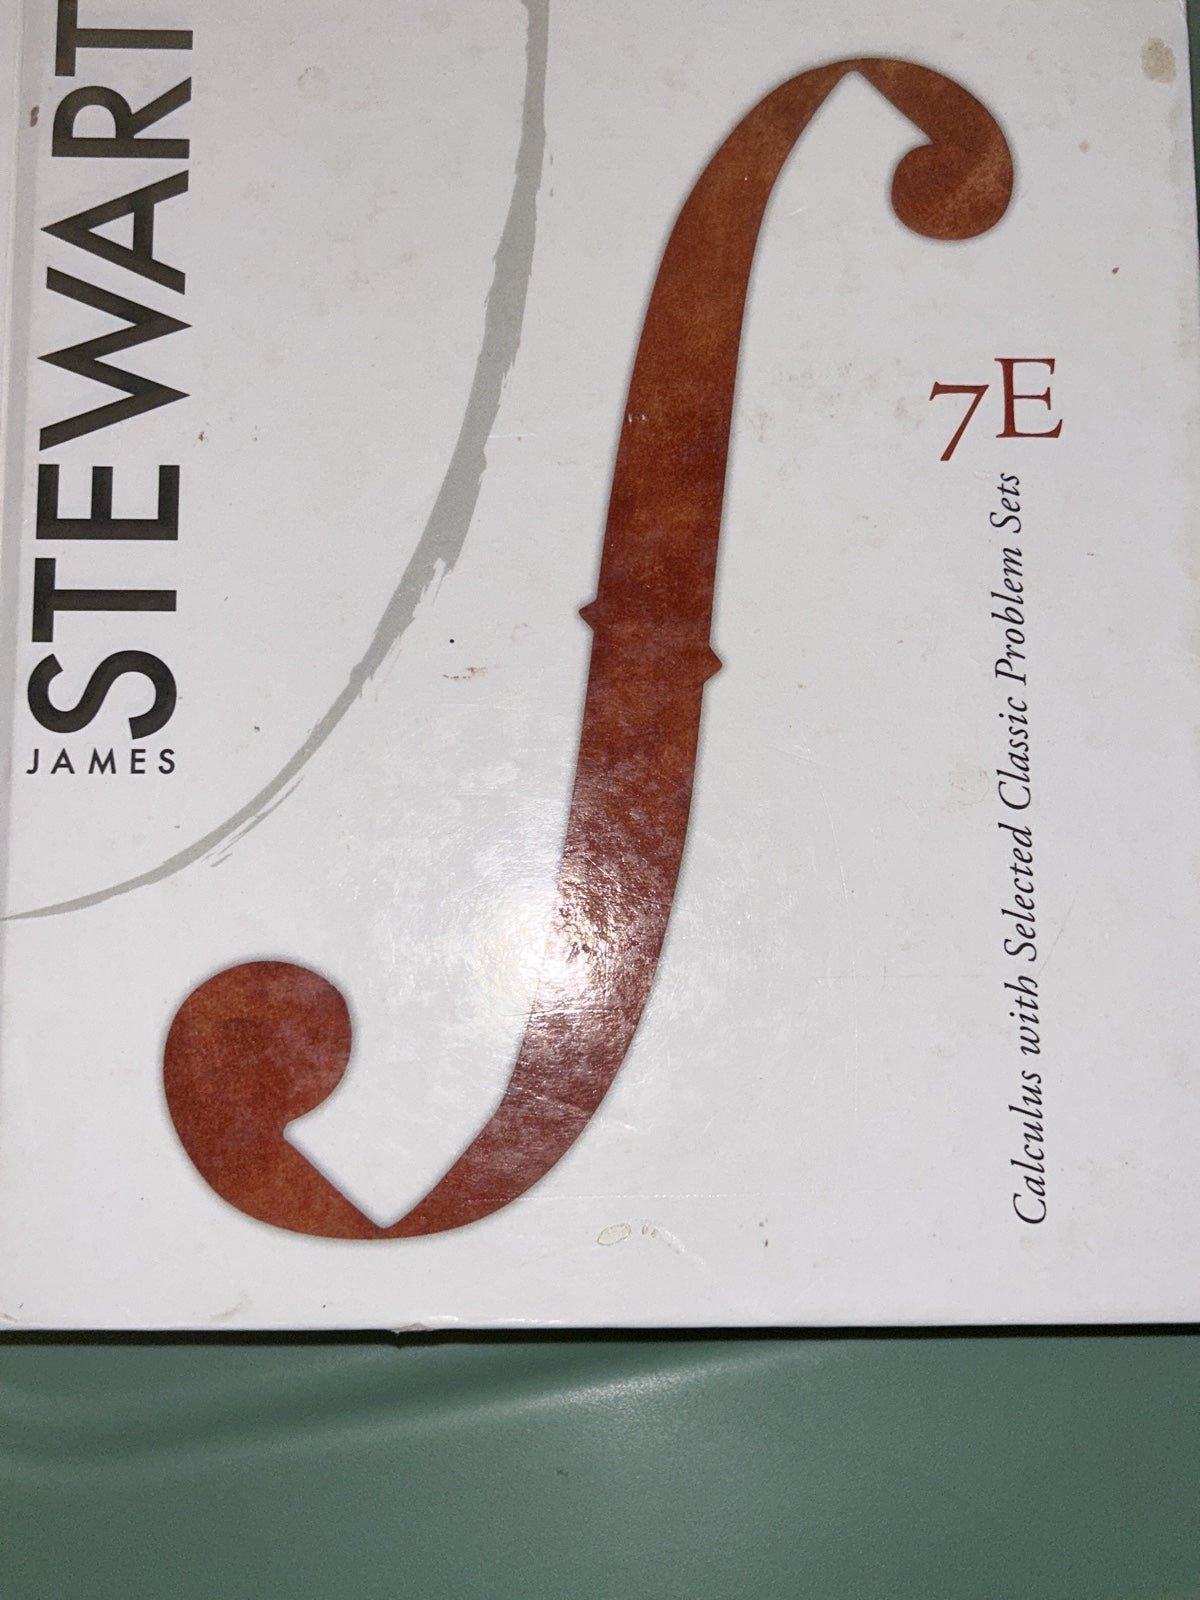 JAMES
STEWART
7E
Calculus with Selected Classic Problem Sets